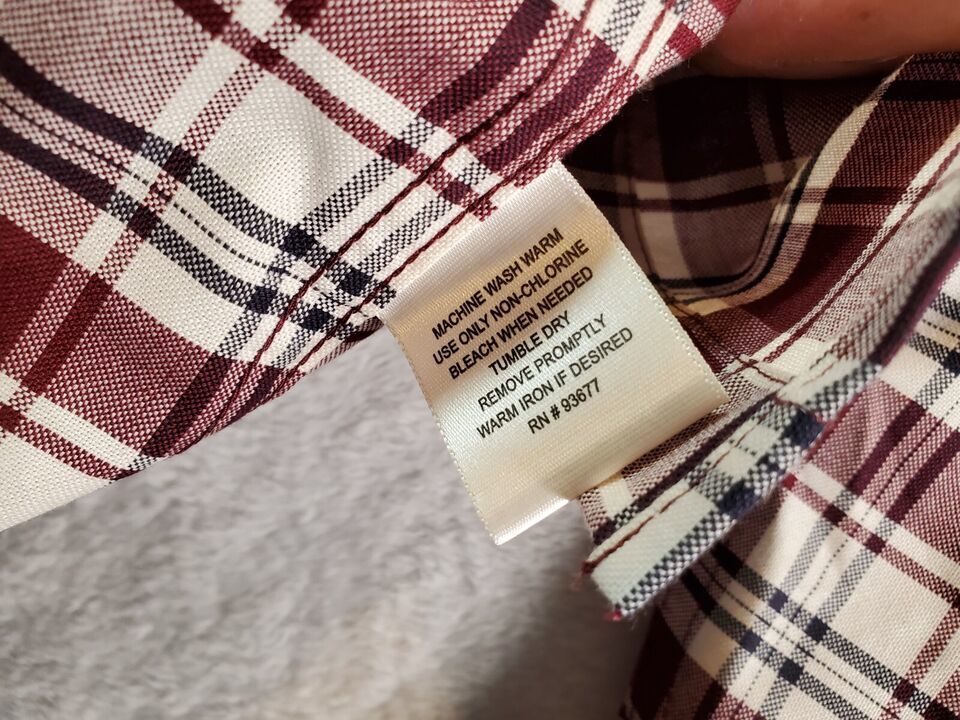 MACHINE WASH WARM
USE ONLY NON-CHLORINE
BLEACH WHEN NEEDED
TUMBLE DRY
REMOVE PROMPTLY
WARM IRON IF DESIRED
RN # 93677